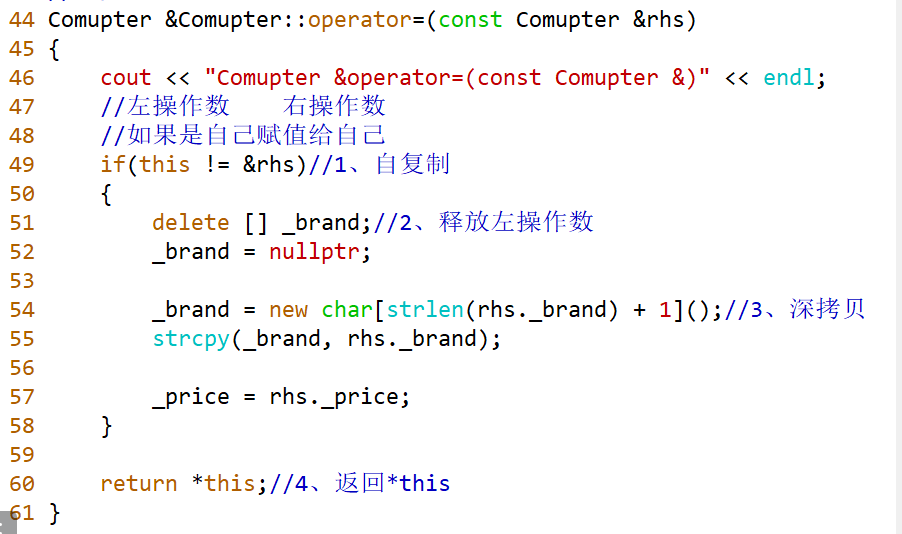 44 Comupter &Comupter::operator=(const Comupter &rhs)
45 {
46     cout << "Comupter &operator=(const Comupter &)" << endl;
47     //左操作数    右操作数
48     //如果是自己赋值给自己
49     if(this != &rhs)//1、自复制
50     {
51         delete [] _brand;//2、释放左操作数
52         _brand = nullptr;
53
54         _brand = new char[strlen(rhs._brand) + 1]();//3、深拷贝
55         strcpy(_brand, rhs._brand);
56
57         _price = rhs._price;
58     }
59
60     return *this;//4、返回*this
61 }